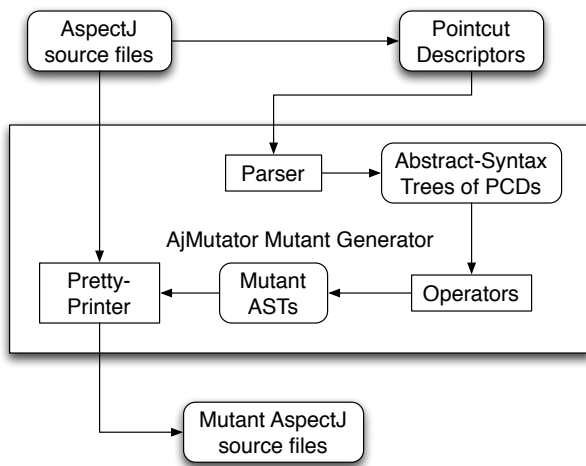 AspectJ
source files
Pointcut
Descriptors
Parser
Abstract-Syntax
Trees of PCDs
AjMutator Mutant Generator
Pretty-
Printer
Mutant
ASTs
Operators
Mutant AspectJ
source files